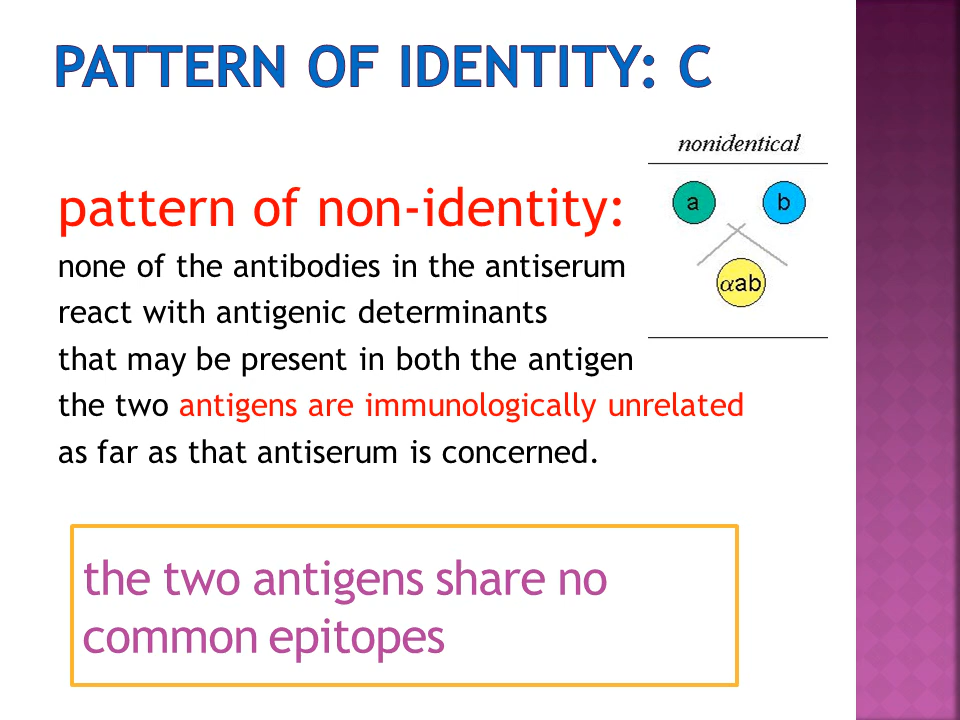 PATTERN OF IDENTITY: C
nonidentical
a b
αab
pattern of non-identity:
none of the antibodies in the antiserum
react with antigenic determinants
that may be present in both the antigen
the two antigens are immunologically unrelated
as far as that antiserum is concerned.
the two antigens share no
common epitopes